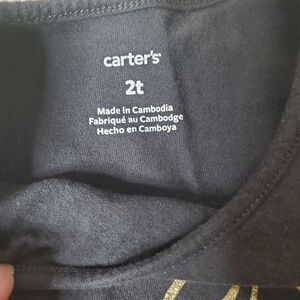 carter's
2t
Made in Cambodia
Fabriqué au Cambodge
Hecho en Camboya